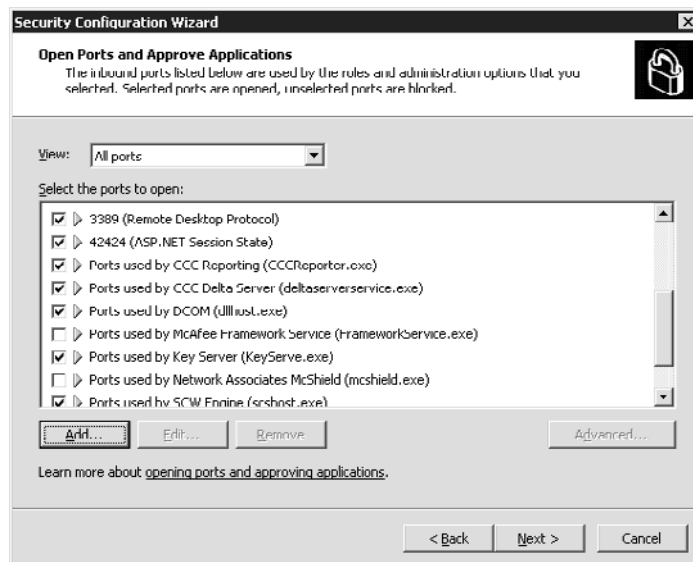 Security Configuration Wizard
Open Ports and Approve Applications
The inbound ports listed below are used by the roles and administration options that you
selected. Selected ports are opened, unselected ports are blocked.
View: All ports
Select the ports to open:
3389 (Remote Desktop Protocol)
42424 (ASP.NET Session State)
Ports used by CCC Reporting (CCCReporter.exe)
Ports used by CCC Delta Server (deltaserverservice.exe)
Ports used by DCOM (dllhost.exe)
Ports used by McAfee Framework Service (FrameworkService.exe)
Ports used by Key Server (KeyServe.exe)
Ports used by Network Associates McShield (mcshield.exe)
Ports used by SCW Engine (scshost.exe)
Add... Edit... Remove Advanced...
Learn more about opening ports and approving applications.
< Back Next > Cancel